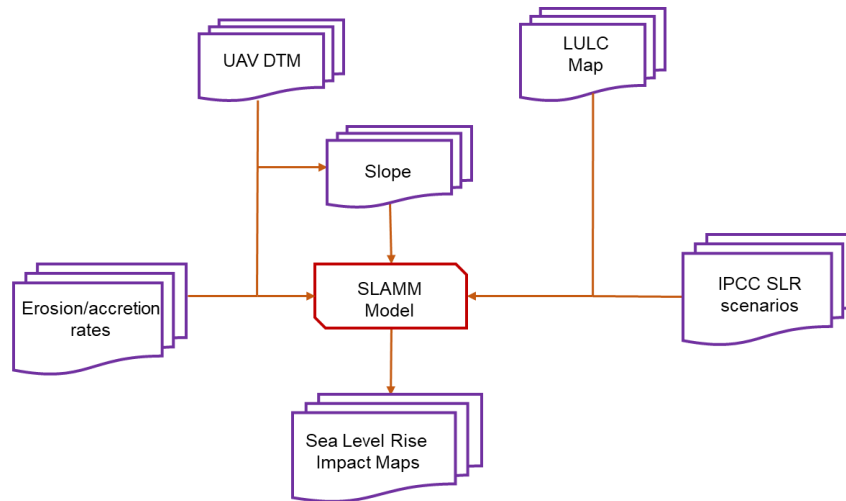 UAV DTM
LULC
Map
Slope
Erosion/accretion
rates
SLAMM
Model
IPCC SLR
scenarios
Sea Level Rise
Impact Maps